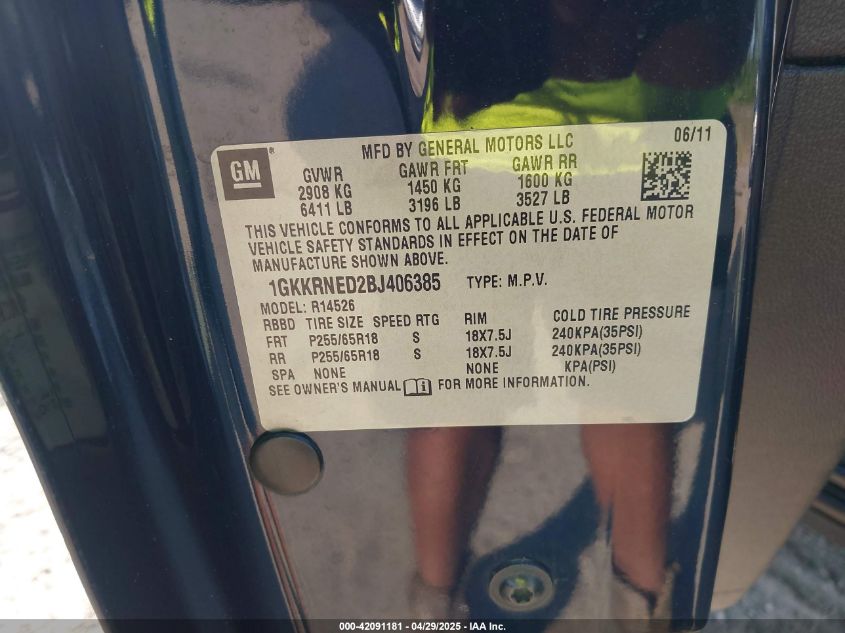 GM ®
MFD BY GENERAL MOTORS LLC 06/11
GVWR GAWR FRT GAWR RR
2908 KG 1450 KG 1600 KG
6411 LB 3196 LB 3527 LB
THIS VEHICLE CONFORMS TO ALL APPLICABLE U.S. FEDERAL MOTOR
VEHICLE SAFETY STANDARDS IN EFFECT ON THE DATE OF
MANUFACTURE SHOWN ABOVE.
1GKKRNED2BJ406385 TYPE: M.P.V.
MODEL: R14526
RBBD TIRE SIZE SPEED RTG RIM COLD TIRE PRESSURE
FRT P255/65R18 S 18X7.5J 240KPA(35PSI)
RR P255/65R18 S 18X7.5J 240KPA(35PSI)
SPA NONE NONE KPA(PSI)
SEE OWNER'S MANUAL FOR MORE INFORMATION.
000-42091181 - 04/29/2025 - IAA Inc.